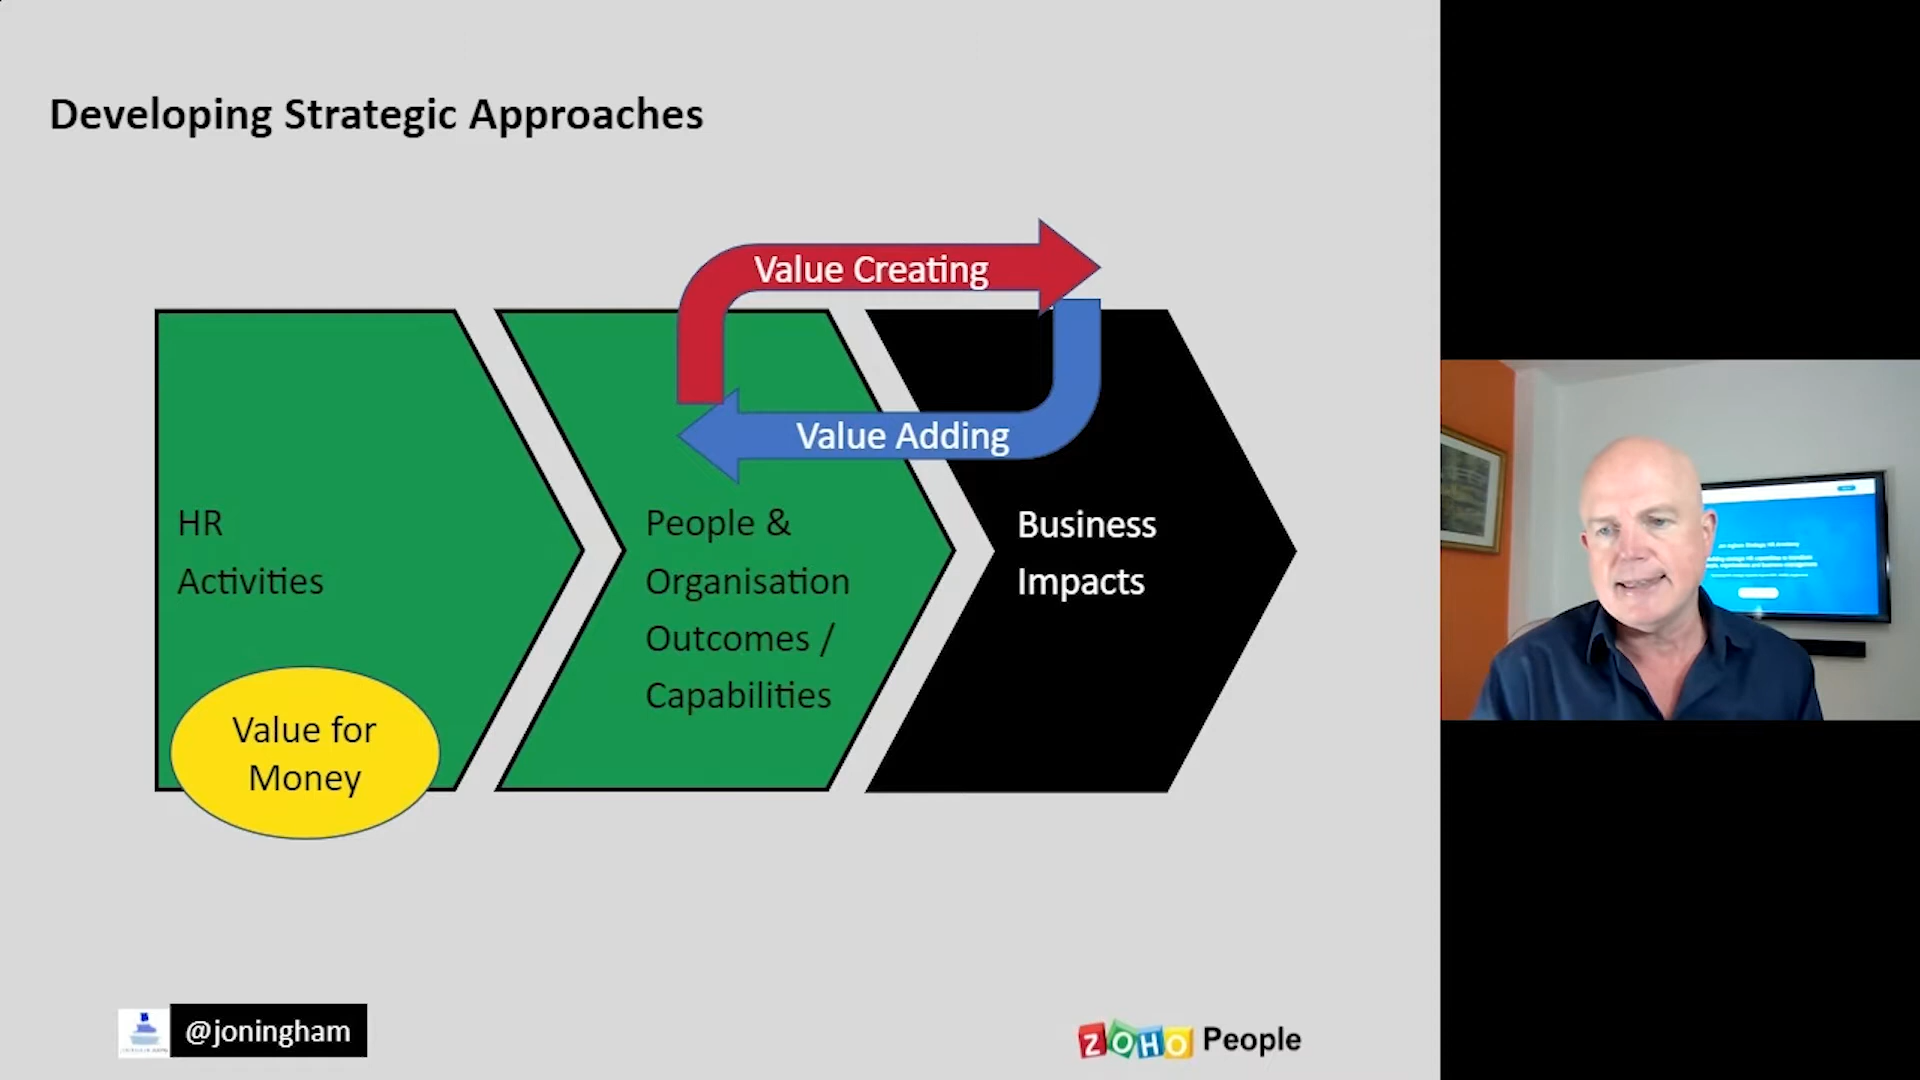 Developing Strategic Approaches
Value Creating
Value Adding
HR
Activities
People &
Organisation
Outcomes /
Capabilities
Business
Impacts
Value for
Money
@joningham
ZOHO People